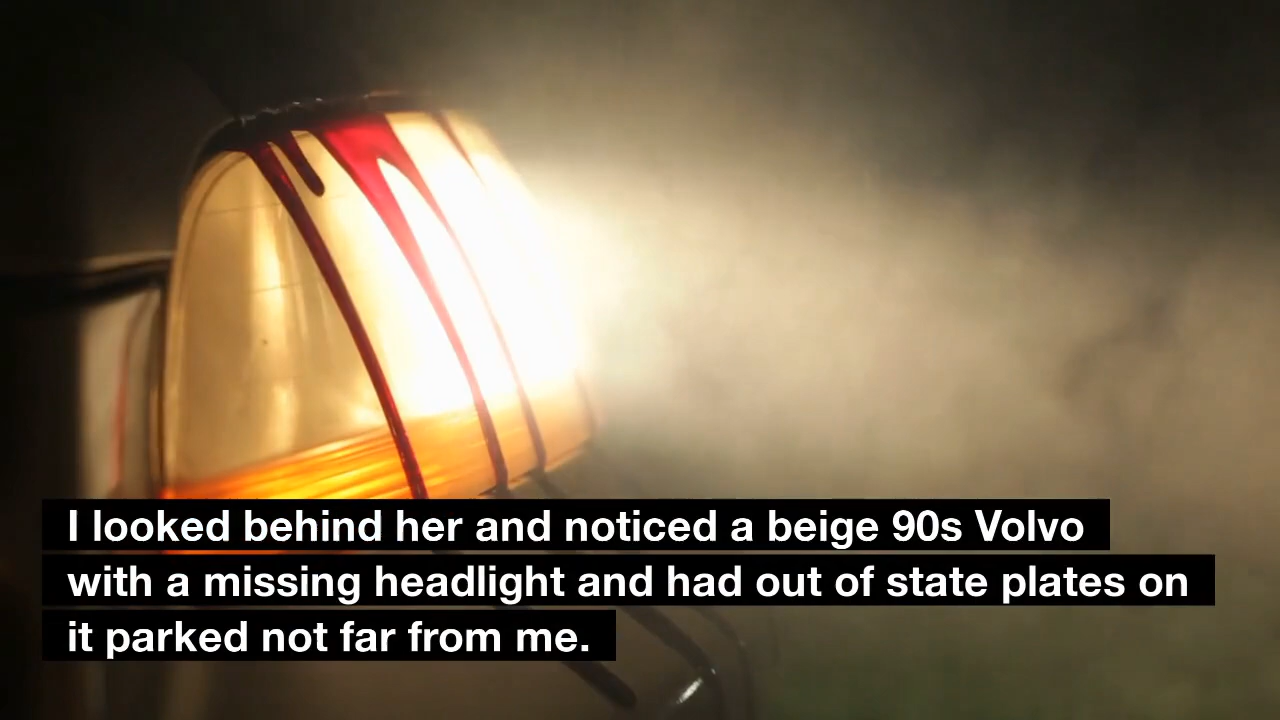 I looked behind her and noticed a beige 90s Volvo
with a missing headlight and had out of state plates on
it parked not far from me.